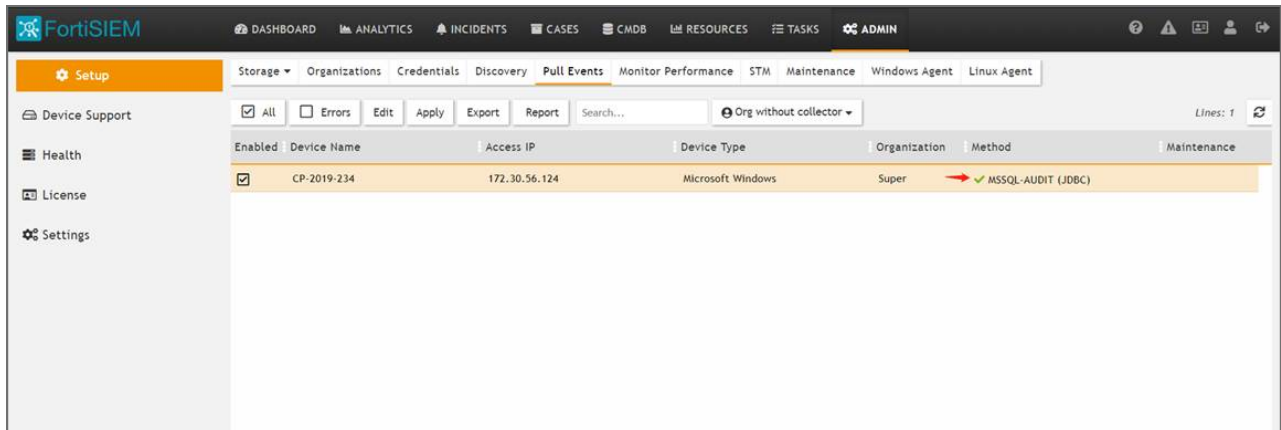 FortiSIEM
DASHBOARD ANALYTICS INCIDENTS CASES CMDB RESOURCES TASKS ADMIN
Setup
Device Support
Health
License
Settings
Storage Organizations Credentials Discovery Pull Events Monitor Performance STM Maintenance Windows Agent Linux Agent
All Errors Edit Apply Export Report Search... Org without collector Lines: 1
Enabled Device Name Access IP Device Type Organization Method Maintenance
CP-2019-234 172.30.56.124 Microsoft Windows Super MSSQL-AUDIT (JDBC)